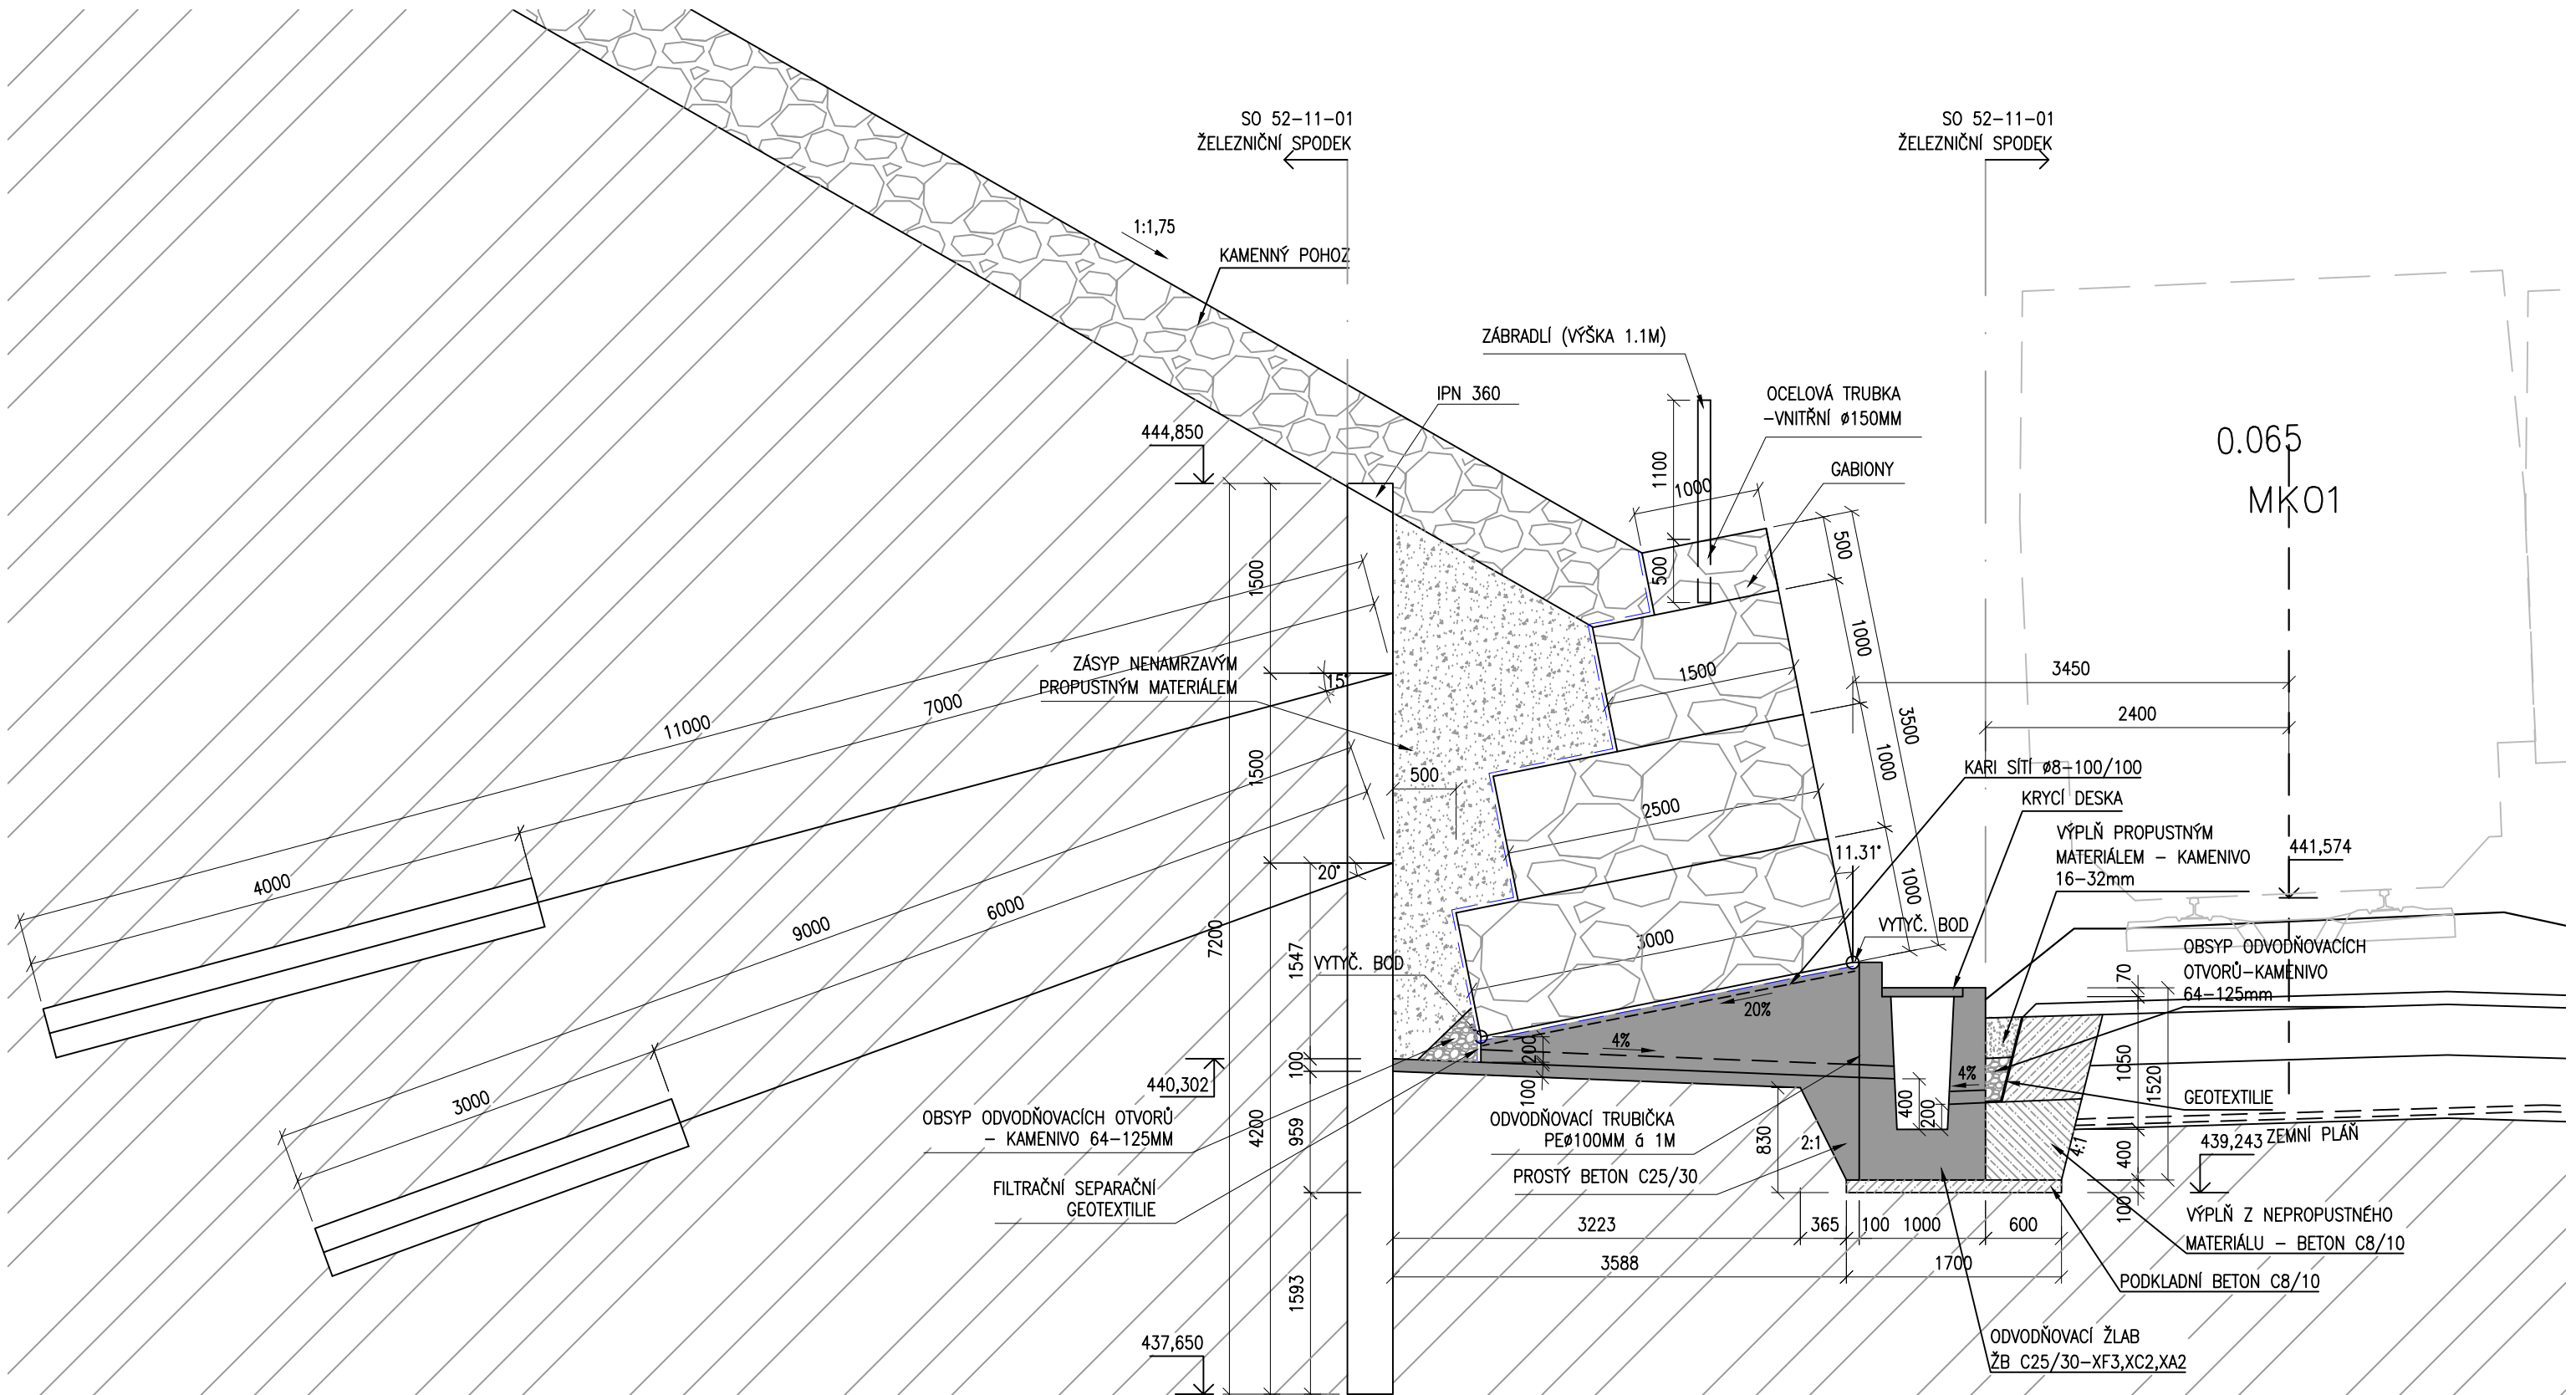 SO 52-11-01
ŽELEZNIČNÍ SPODEK
SO 52-11-01
ŽELEZNIČNÍ SPODEK
1:1,75
KAMENNÝ POHOZ
ZÁBRADLÍ (VÝŠKA 1.1M)
IPN 360
OCELOVÁ TRUBKA
-VNITŘNÍ ø150MM
GABIONY
444,850
0.065
MK01
1100
1000
500
500
1000
3500
1000
1000
1500
1500
7200
4200
1547
100
959
1593
15°
20°
ZÁSYP NENAMRZAVÝM
PROPUSTNÝM MATERIÁLEM
11000
7000
4000
9000
6000
3000
500
1500
2500
3000
11.31°
3450
2400
KARI SÍTÍ ø8-100/100
KRYCÍ DESKA
VÝPLŇ PROPUSTNÝM
MATERIÁLEM - KAMENIVO
16-32mm
441,574
VYTYČ. BOD
VYTYČ. BOD
OBSYP ODVODŇOVACÍCH
OTVORŮ-KAMENIVO
64-125mm
20%
4%
4%
200
100
400
200
70
1050
1520
400
100
GEOTEXTILIE
440,302
OBSYP ODVODŇOVACÍCH OTVORŮ
- KAMENIVO 64-125MM
ODVODŇOVACÍ TRUBIČKA
PEø100MM á 1M
830
2:1
4:1
439,243
ZEMNÍ PLÁŇ
PROSTÝ BETON C25/30
FILTRAČNÍ SEPARAČNÍ
GEOTEXTILIE
VÝPLŇ Z NEPROPUSTNÉHO
MATERIÁLU - BETON C8/10
3223
365
100
1000
600
3588
1700
PODKLADNÍ BETON C8/10
ODVODŇOVACÍ ŽLAB
ŽB C25/30-XF3,XC2,XA2
437,650